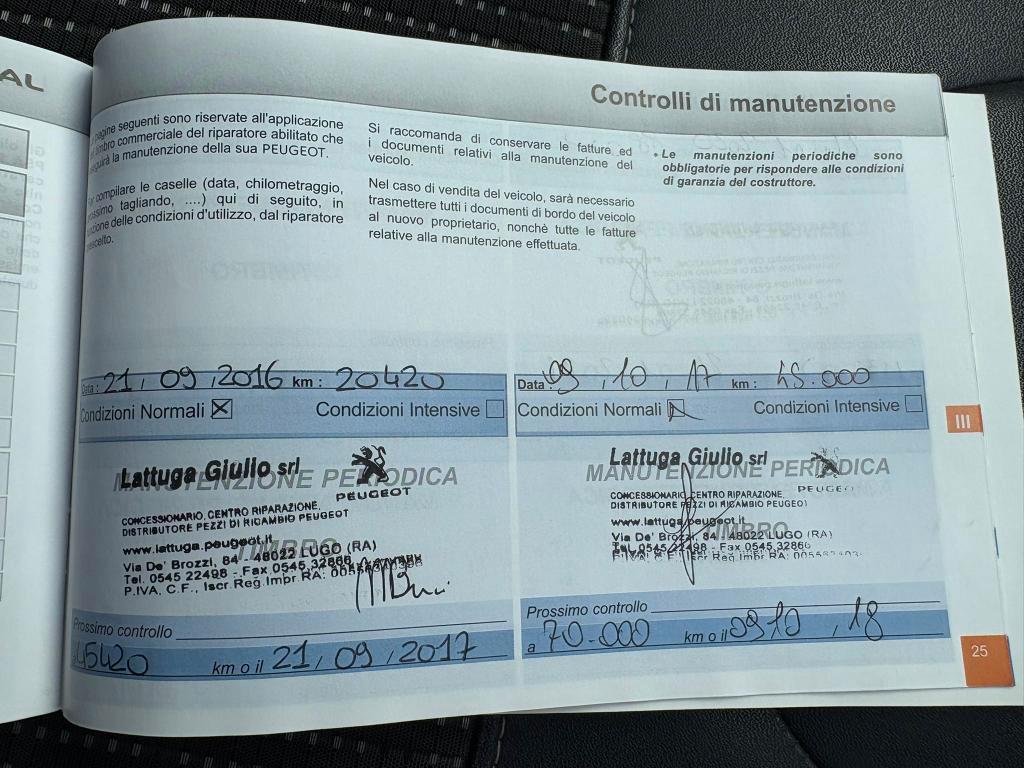 AL
Controlli di manutenzione
pagine seguenti sono riservate all'applicazione
timbro commerciale del riparatore abilitato che
la manutenzione della sua PEUGEOT.
compilare le caselle (data, chilometraggio,
prossimo tagliando, ....) qui di seguito, in
funzione delle condizioni d'utilizzo, dal riparatore
prescelto.
Si raccomanda di conservare le fatture ed
i documenti relativi alla manutenzione del
veicolo.
Nel caso di vendita del veicolo, sarà necessario
trasmettere tutti i documenti di bordo del veicolo
al nuovo proprietario, nonchè tutte le fatture
relative alla manutenzione effettuata.
• Le manutenzioni periodiche sono
obbligatorie per rispondere alle condizioni
di garanzia del costruttore.
Data : 21 / 09 / 2016 km : 20420
Condizioni Normali ☒ Condizioni Intensive ☐
MANUTENZIONE PERIODICA
Lattuga Giulio srl
PEUGEOT
CONCESSIONARIO, CENTRO RIPARAZIONE,
DISTRIBUTORE PEZZI DI RICAMBIO PEUGEOT
www.lattuga.peugeot.it
TIMBRO
Via De' Brozzi, 84 - 48022 LUGO (RA)
Tel. 0545 22498 - Fax 0545 32866
P.IVA, C.F., Iscr.Reg.Impr RA:
Prossimo controllo
a 45420 km o il 21 / 09 / 2017
Data : 09 , 10 , 17 km : 45.000
Condizioni Normali ☒ Condizioni Intensive ☐
MANUTENZIONE PERIODICA
Lattuga Giulio srl
PEUGEOT
CONCESSIONARIO, CENTRO RIPARAZIONE,
DISTRIBUTORE PEZZI DI RICAMBIO PEUGEOT
www.lattuga.peugeot.it
TIMBRO
Via De' Brozzi, 84 - 48022 LUGO (RA)
Tel. 0545 22498 - Fax 0545 32866
P.IVA, C.F.
Prossimo controllo
a 70.000 km o il 09 10 , 18
III
25